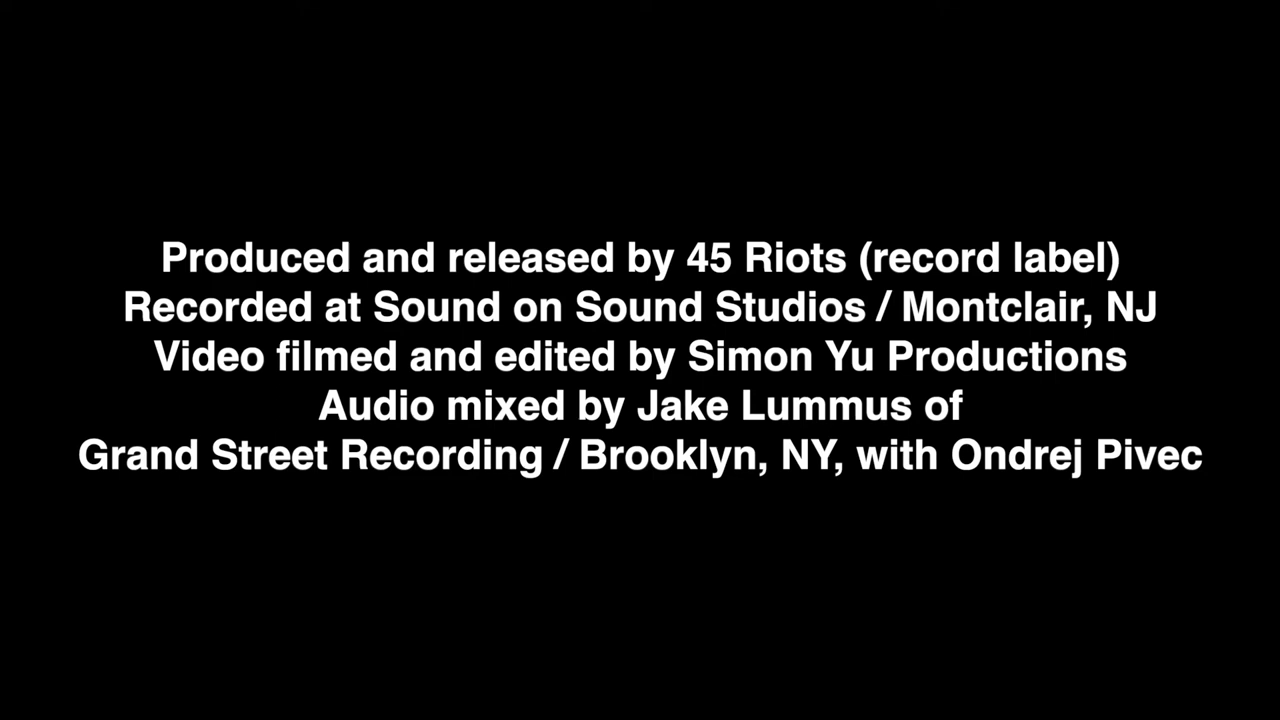 Produced and released by 45 Riots (record label)
Recorded at Sound on Sound Studios / Montclair, NJ
Video filmed and edited by Simon Yu Productions
Audio mixed by Jake Lummus of
Grand Street Recording / Brooklyn, NY, with Ondrej Pivec